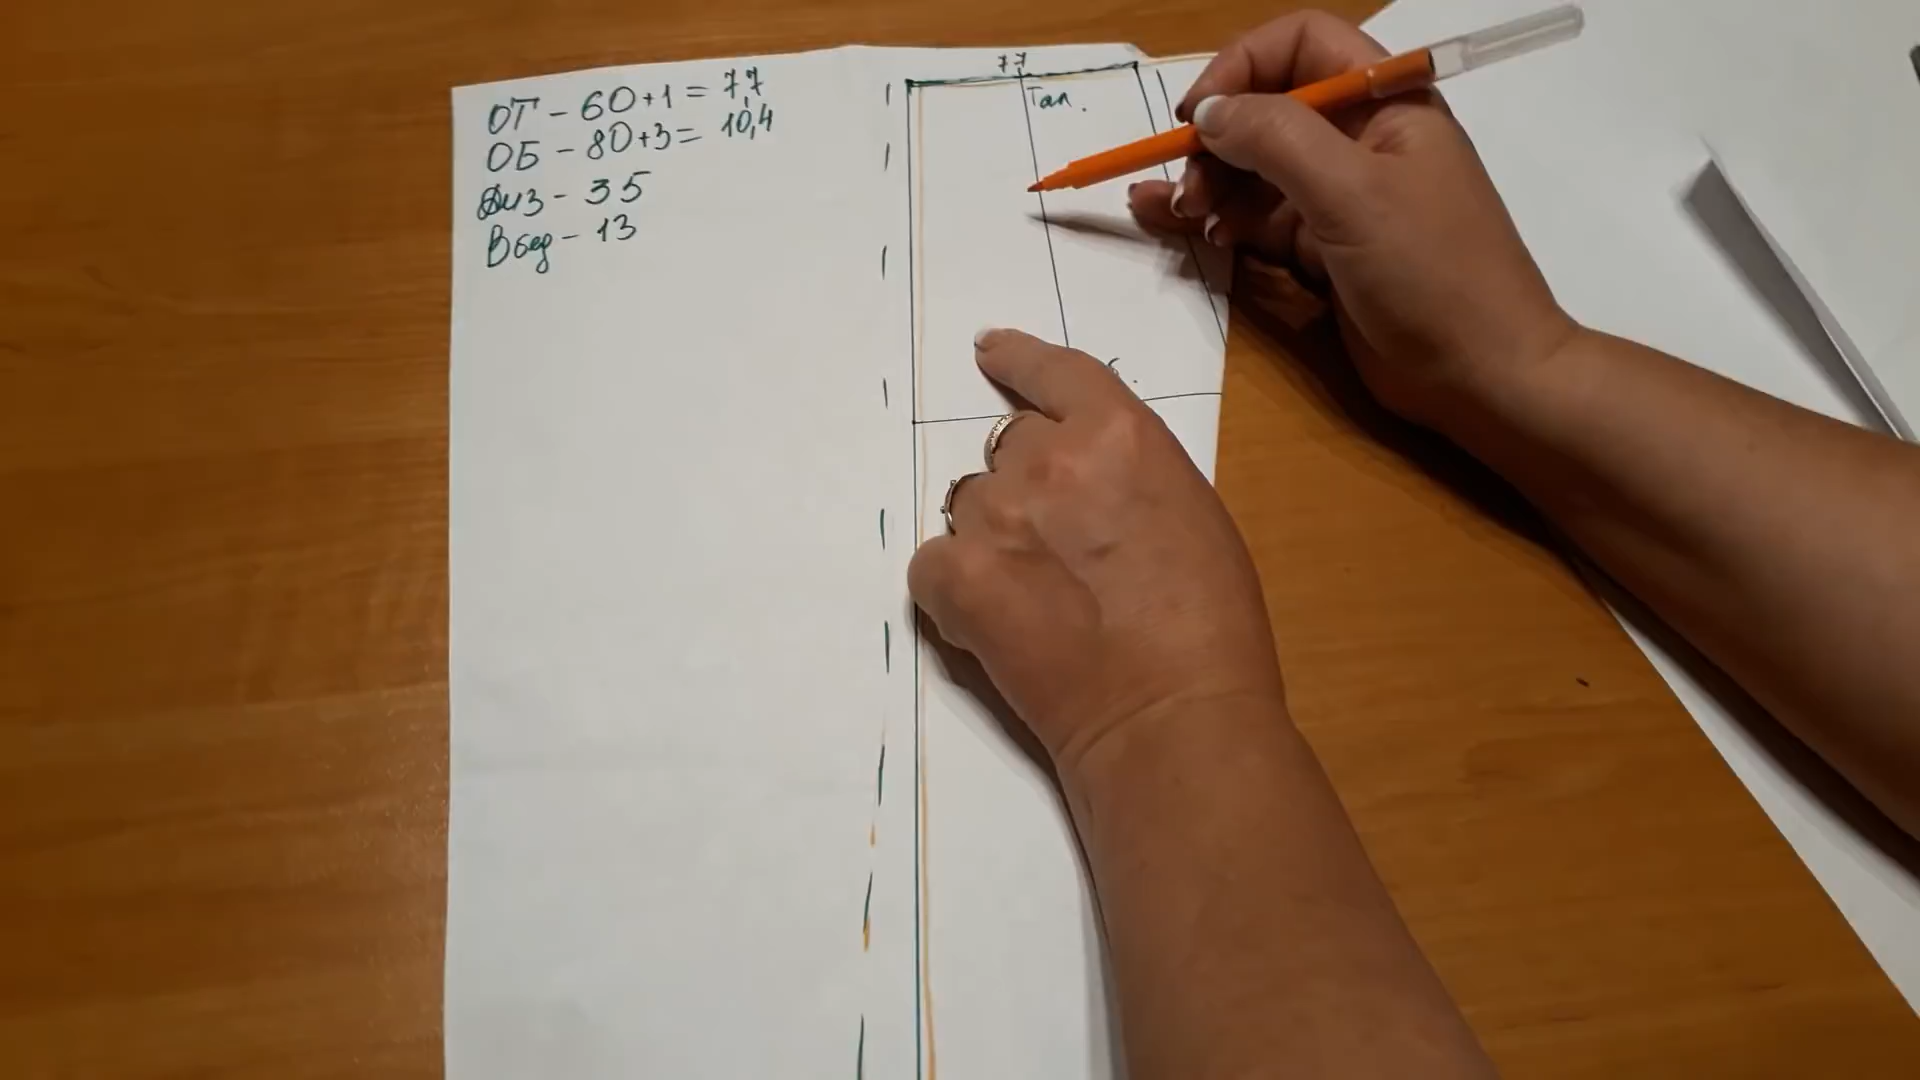 ОТ - 60+1 = 7,7
ОБ - 80+3 = 10,4
Диз - 35
Вбед - 13
7,7
Тал.